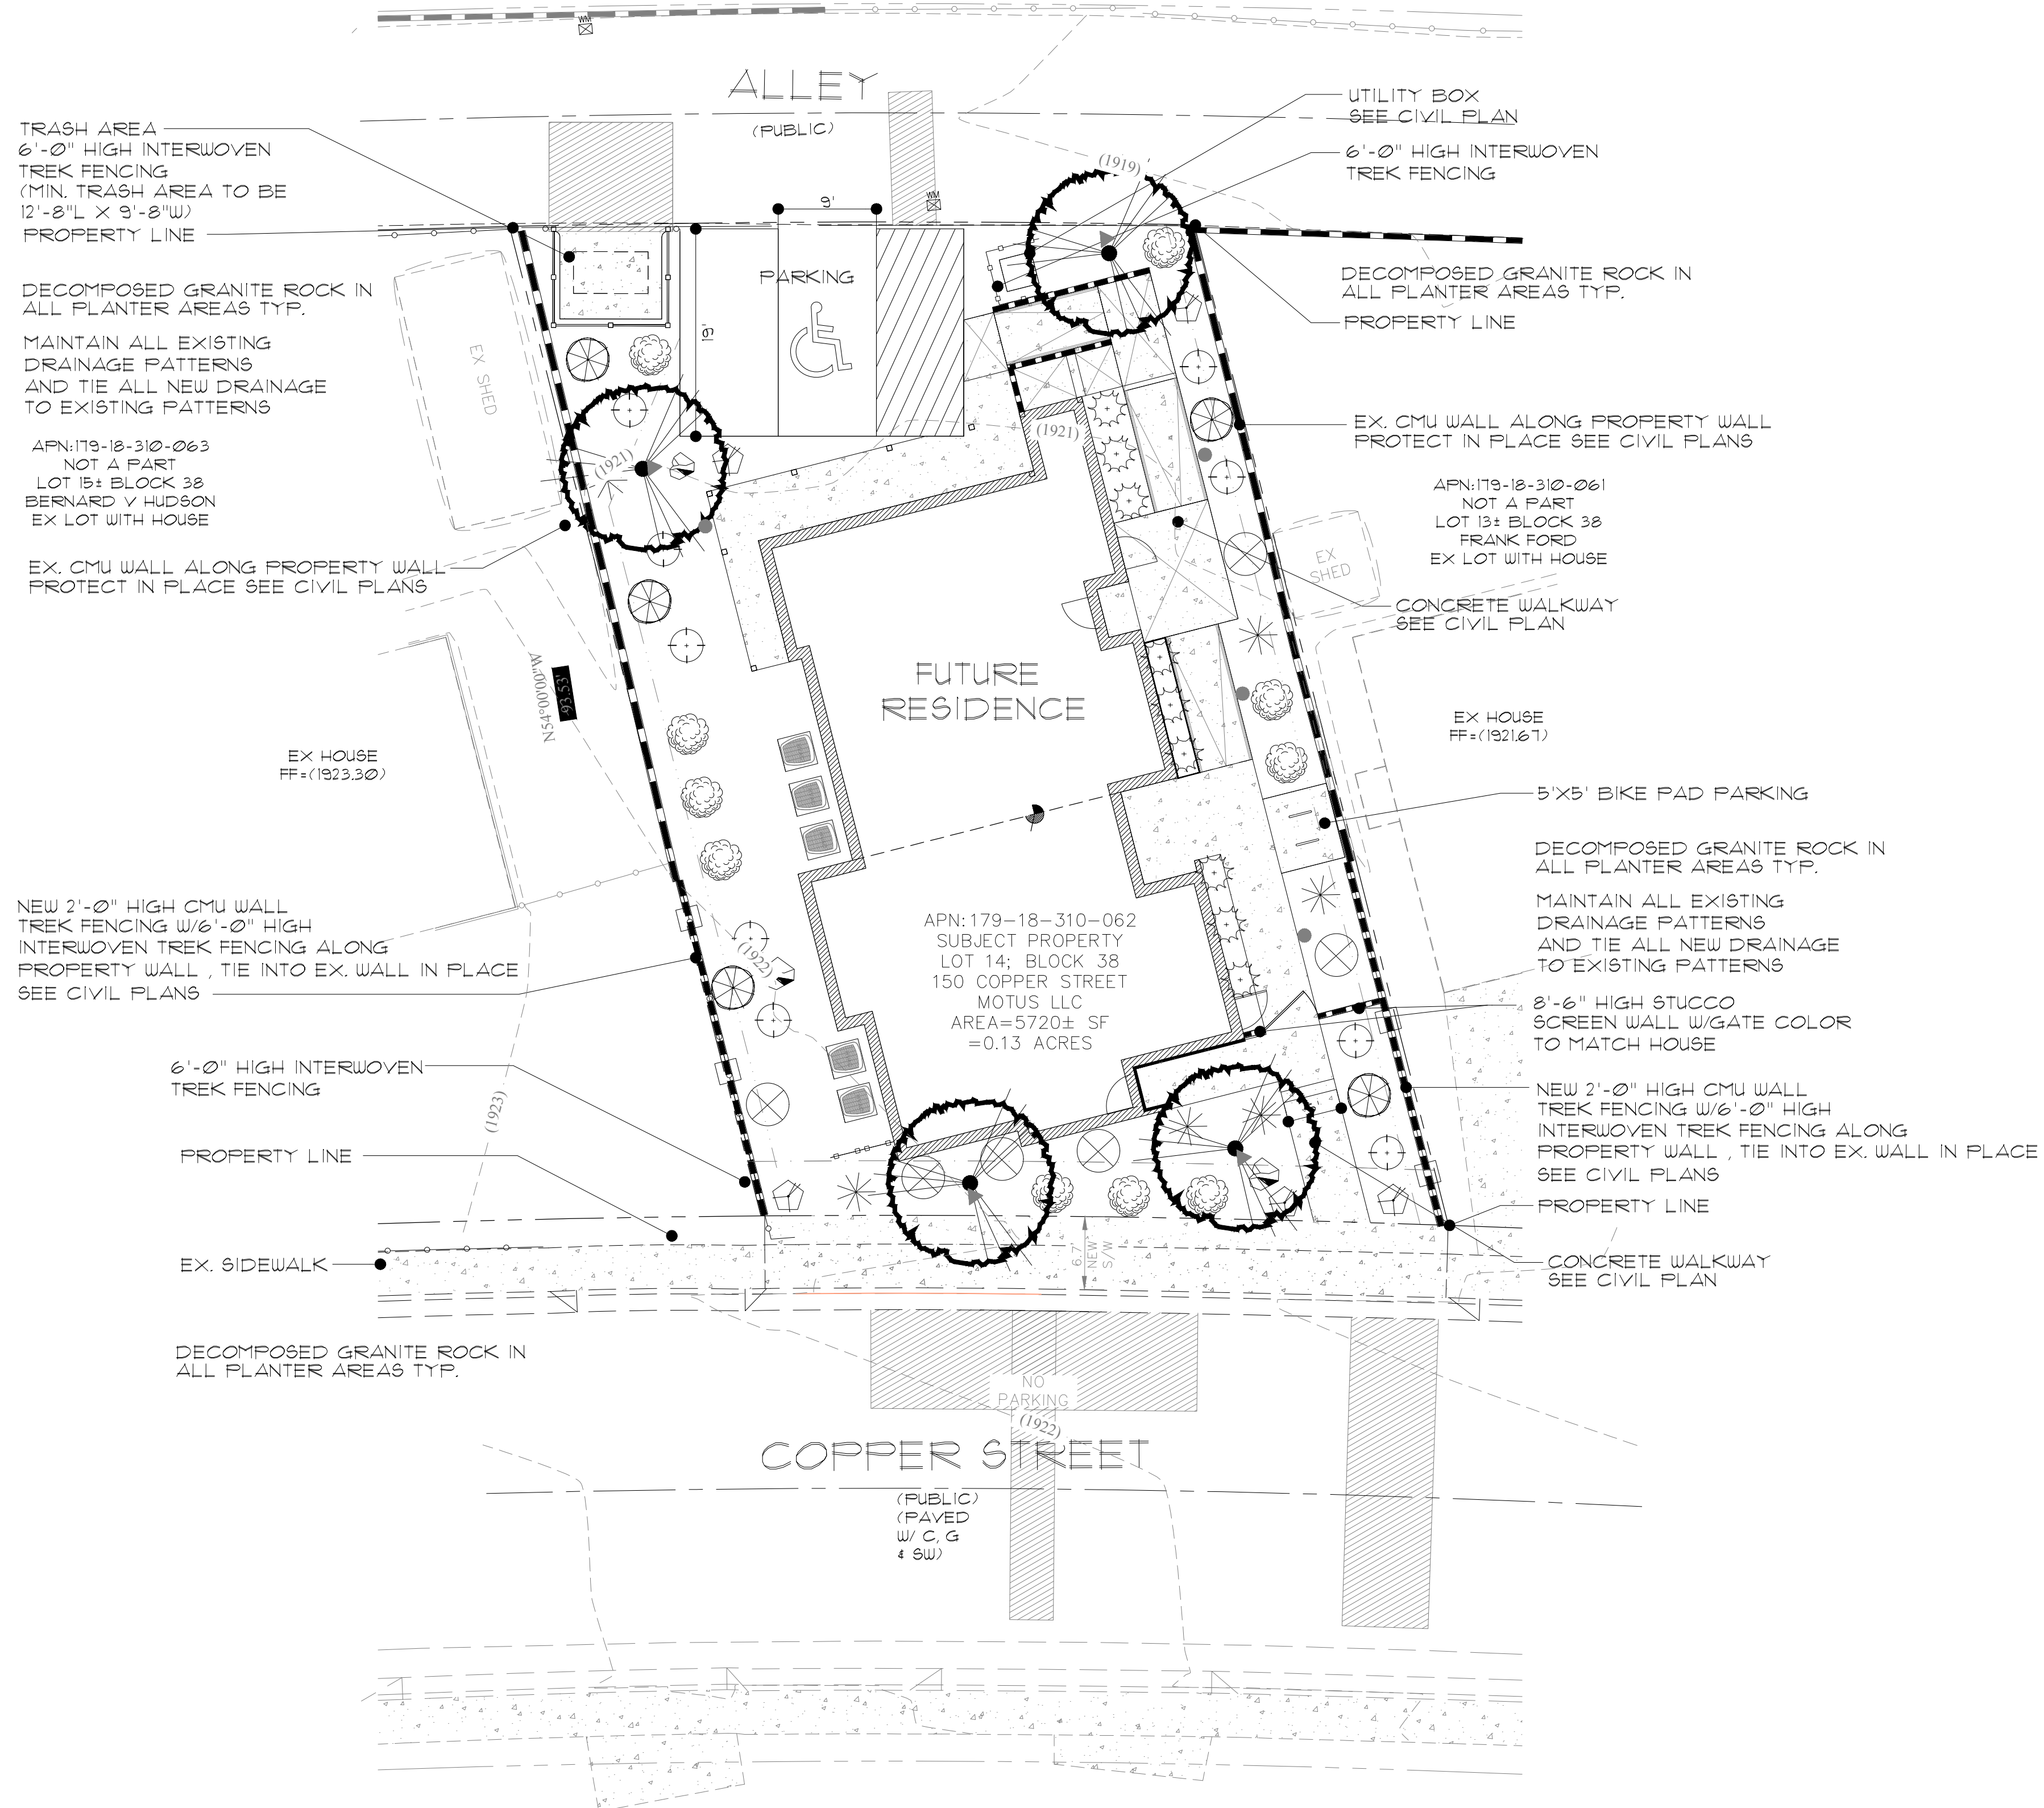 WM
ALLEY
(PUBLIC)
UTILITY BOX
SEE CIVIL PLAN
TRASH AREA
6'-0" HIGH INTERWOVEN
TREK FENCING
(MIN. TRASH AREA TO BE
12'-8"L X 9'-8"W)
PROPERTY LINE
6'-0" HIGH INTERWOVEN
TREK FENCING
(1919)
WM
9'
PARKING
19'
DECOMPOSED GRANITE ROCK IN
ALL PLANTER AREAS TYP.
MAINTAIN ALL EXISTING
DRAINAGE PATTERNS
AND TIE ALL NEW DRAINAGE
TO EXISTING PATTERNS
EX SHED
DECOMPOSED GRANITE ROCK IN
ALL PLANTER AREAS TYP.
PROPERTY LINE
APN:179-18-310-063
NOT A PART
LOT 15± BLOCK 38
BERNARD V HUDSON
EX LOT WITH HOUSE
(1921)
(1921)
EX. CMU WALL ALONG PROPERTY WALL
PROTECT IN PLACE SEE CIVIL PLANS
APN:179-18-310-061
NOT A PART
LOT 13± BLOCK 38
FRANK FORD
EX LOT WITH HOUSE
EX. CMU WALL ALONG PROPERTY WALL
PROTECT IN PLACE SEE CIVIL PLANS
EX
SHED
CONCRETE WALKWAY
SEE CIVIL PLAN
N54°00'00"W
93.53'
FUTURE
RESIDENCE
EX HOUSE
FF=(1923.30)
EX HOUSE
FF=(1921.67)
5'X5' BIKE PAD PARKING
DECOMPOSED GRANITE ROCK IN
ALL PLANTER AREAS TYP.
MAINTAIN ALL EXISTING
DRAINAGE PATTERNS
AND TIE ALL NEW DRAINAGE
TO EXISTING PATTERNS
NEW 2'-0" HIGH CMU WALL
TREK FENCING W/6'-0" HIGH
INTERWOVEN TREK FENCING ALONG
PROPERTY WALL , TIE INTO EX. WALL IN PLACE
SEE CIVIL PLANS
(1922)
APN:179-18-310-062
SUBJECT PROPERTY
LOT 14; BLOCK 38
150 COPPER STREET
MOTUS LLC
AREA=5720± SF
=0.13 ACRES
8'-6" HIGH STUCCO
SCREEN WALL W/GATE COLOR
TO MATCH HOUSE
6'-0" HIGH INTERWOVEN
TREK FENCING
(1923)
NEW 2'-0" HIGH CMU WALL
TREK FENCING W/6'-0" HIGH
INTERWOVEN TREK FENCING ALONG
PROPERTY WALL , TIE INTO EX. WALL IN PLACE
SEE CIVIL PLANS
PROPERTY LINE
PROPERTY LINE
EX. SIDEWALK
6.7
NEW
S/W
CONCRETE WALKWAY
SEE CIVIL PLAN
DECOMPOSED GRANITE ROCK IN
ALL PLANTER AREAS TYP.
NO
PARKING
(1922)
COPPER STREET
(PUBLIC)
(PAVED
W/ C, G
& SW)